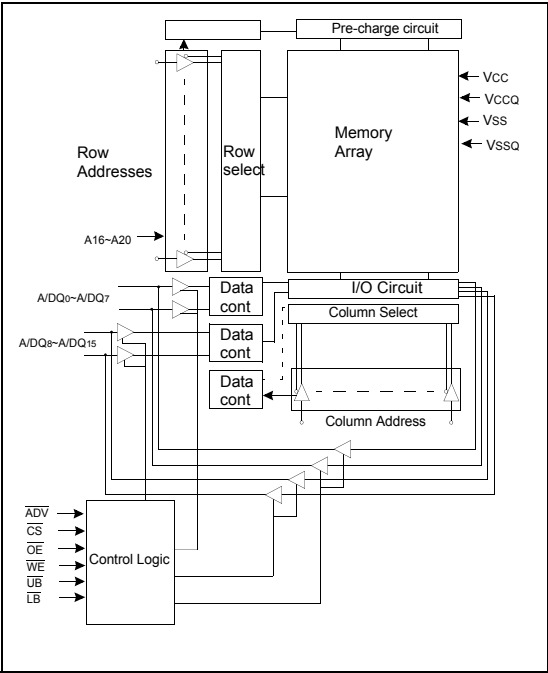 Pre-charge circuit
VCC
VCCQ
VSS
VSSQ
Memory
Array
Row
Addresses
Row
select
A16~A20
I/O Circuit
Column Select
A/DQ0~A/DQ7
Data
cont
A/DQ8~A/DQ15
Data
cont
Data
cont
Column Address
ADV
CS
OE
WE
UB
LB
Control Logic